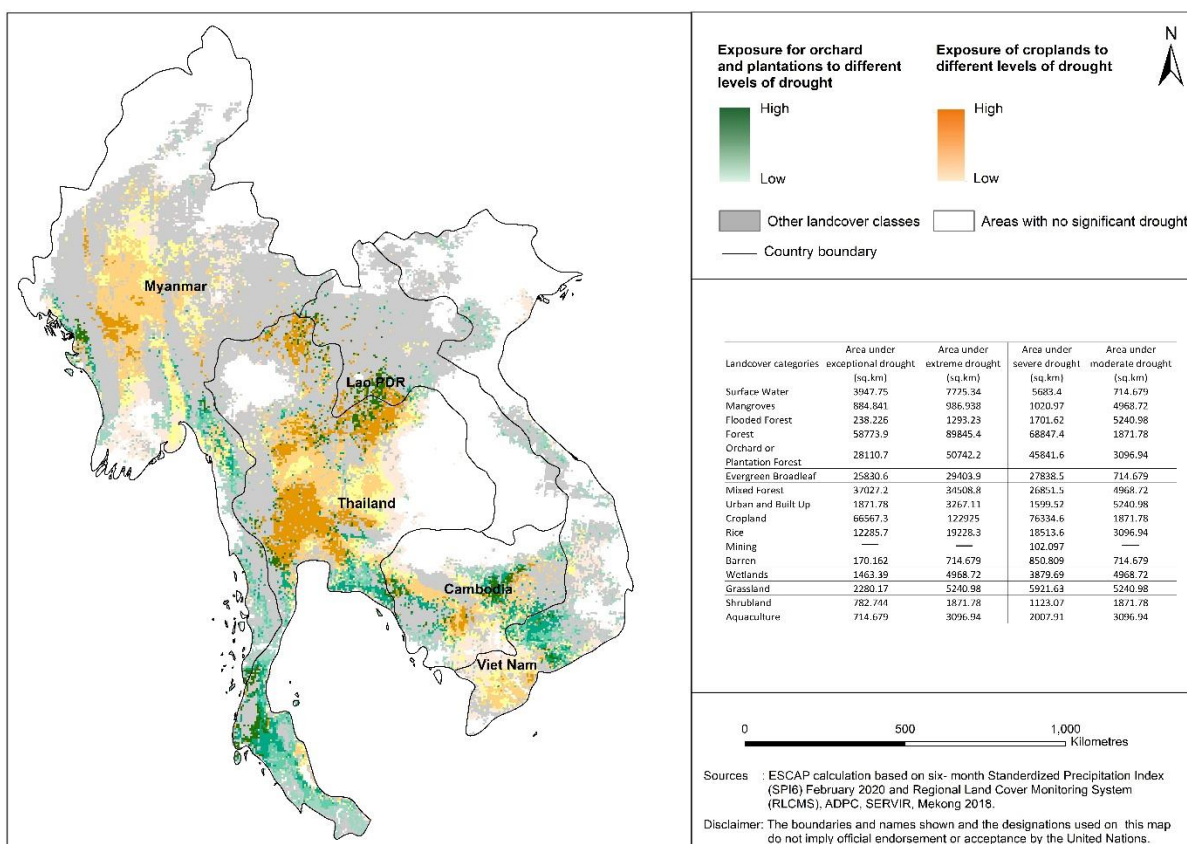 Myanmar
Lao PDR
Thailand
Cambodia
Viet Nam
N
Exposure for orchard
and plantations to different
levels of drought
High
Low
Exposure of croplands to
different levels of drought
High
Low
Other landcover classes
Areas with no significant drought
Country boundary
Landcover categories Area under exceptional drought (sq.km) Area under extreme drought (sq.km) Area under severe drought (sq.km) Area under moderate drought (sq.km)
Surface Water 3947.75 7775.34 5683.4 714.679
Mangroves 884.841 986.938 1020.97 4968.72
Flooded Forest 238.226 1293.23 1701.62 5240.98
Forest 58773.9 89845.4 68847.4 1871.78
Orchard or
Plantation Forest 28110.7 50742.2 45841.6 3096.94
Evergreen Broadleaf 25830.6 29403.9 27838.5 714.679
Mixed Forest 37027.2 34508.8 26851.5 4968.72
Urban and Built Up 1871.78 3267.11 1599.52 5240.98
Cropland 66567.3 122925 76334.6 1871.78
Rice 12285.7 19228.3 18513.6 3096.94
Mining — — 102.097 —
Barren 170.162 714.679 850.809 714.679
Wetlands 1463.39 4968.72 3879.69 4968.72
Grassland 2280.17 5240.98 5921.63 5240.98
Shrubland 782.744 1871.78 1123.07 1871.78
Aquaculture 714.679 3096.94 2007.91 3096.94
0 500 1,000
Kilometres
Sources : ESCAP calculation based on six- month Standerdized Precipitation Index
(SPI6) February 2020 and Regional Land Cover Monitoring System
(RLCMS), ADPC, SERVIR, Mekong 2018.
Disclaimer: The boundaries and names shown and the designations used on this map
do not imply official endorsement or acceptance by the United Nations.